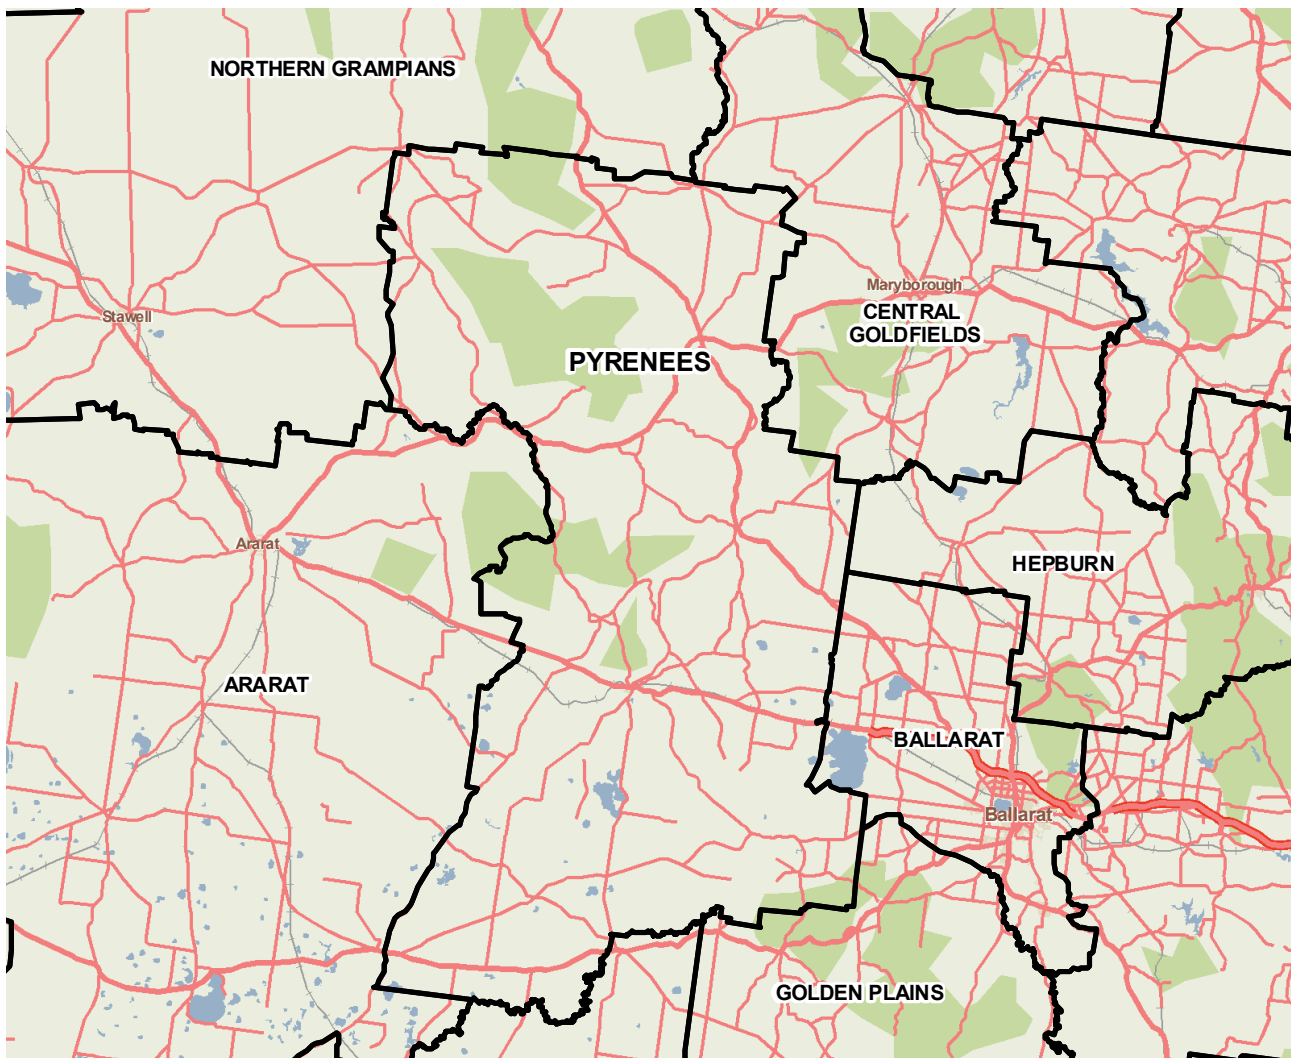 NORTHERN GRAMPIANS
Maryborough
CENTRAL
GOLDFIELDS
Stawell
PYRENEES
Ararat
HEPBURN
ARARAT
BALLARAT
Ballarat
GOLDEN PLAINS